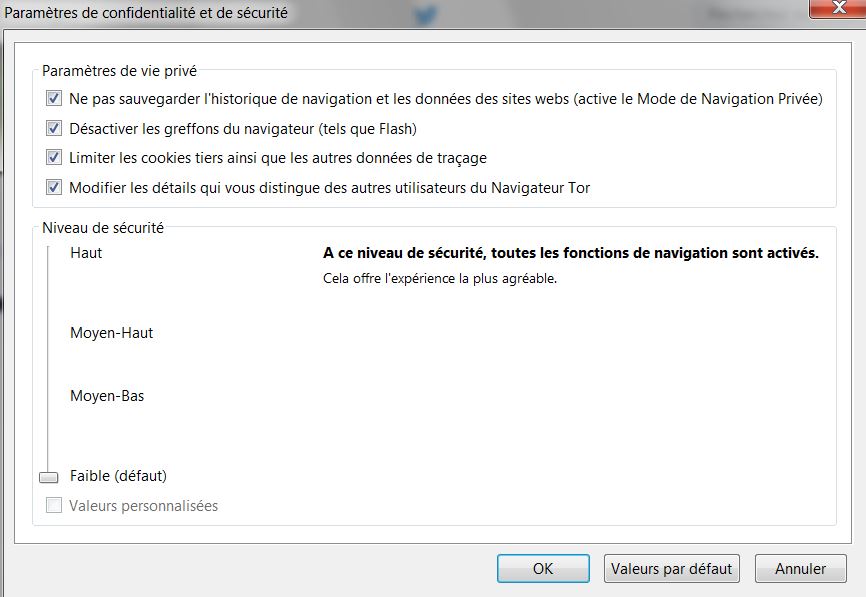 Paramètres de confidentialité et de sécurité
Paramètres de vie privé
Ne pas sauvegarder l'historique de navigation et les données des sites webs (active le Mode de Navigation Privée)
Désactiver les greffons du navigateur (tels que Flash)
Limiter les cookies tiers ainsi que les autres données de traçage
Modifier les détails qui vous distingue des autres utilisateurs du Navigateur Tor
Niveau de sécurité
Haut
A ce niveau de sécurité, toutes les fonctions de navigation sont activés.
Cela offre l'expérience la plus agréable.
Moyen-Haut
Moyen-Bas
Faible (défaut)
Valeurs personnalisées
OK
Valeurs par défaut
Annuler